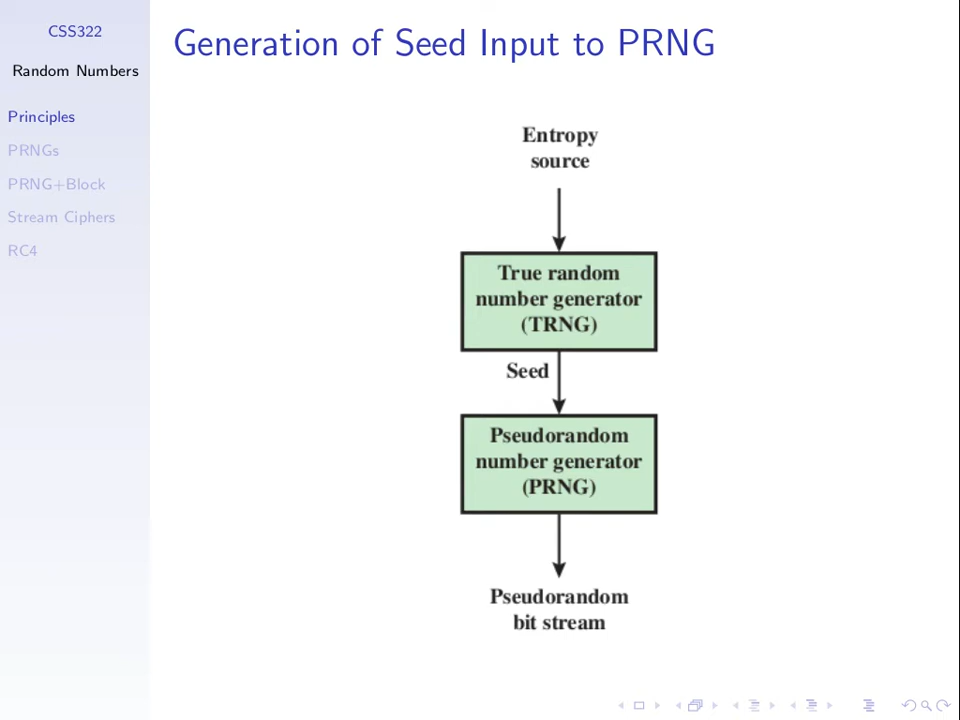 CSS322
Random Numbers
Principles
PRNGs
PRNG+Block
Stream Ciphers
RC4
Generation of Seed Input to PRNG
Entropy
source
True random
number generator
(TRNG)
Seed
Pseudorandom
number generator
(PRNG)
Pseudorandom
bit stream